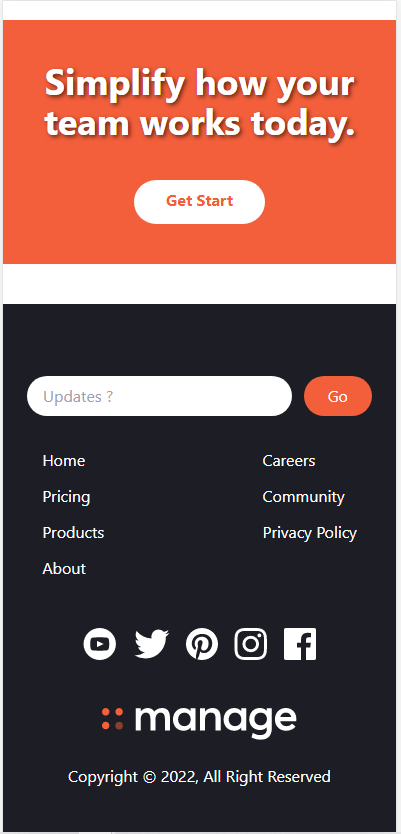 Simplify how your
team works today.
Get Start
Updates ?
Go
Home
Pricing
Products
About
Careers
Community
Privacy Policy
manage
Copyright © 2022, All Right Reserved